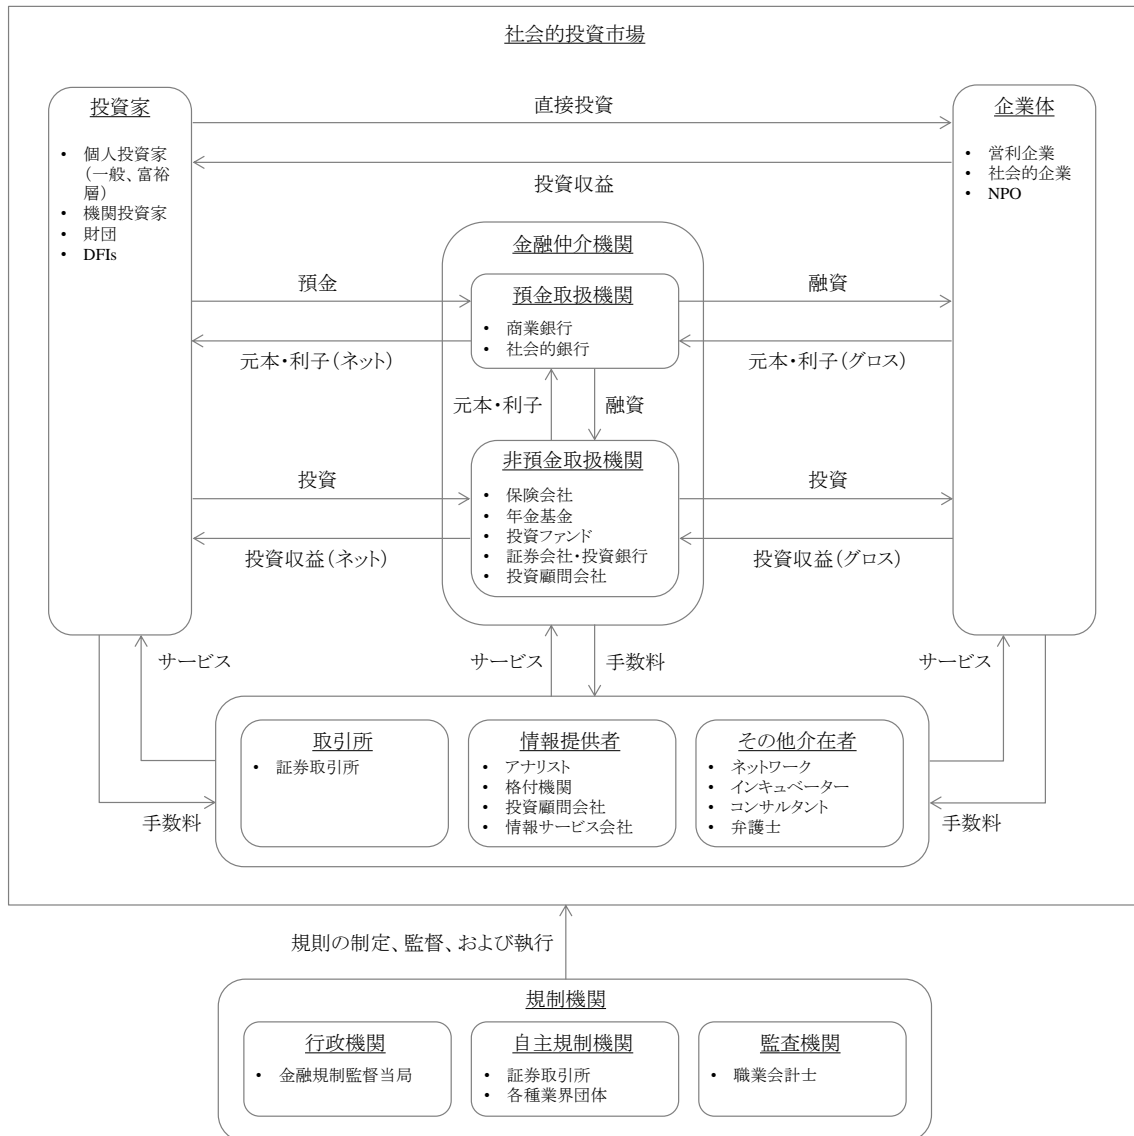 社会的投資市場
投資家
• 個人投資家
(一般、富裕
層)
• 機関投資家
• 財団
• DFIs
直接投資
投資収益
企業体
• 営利企業
• 社会的企業
• NPO
金融仲介機関
預金
預金取扱機関
• 商業銀行
• 社会的銀行
融資
元本・利子(ネット)
元本・利子(グロス)
元本・利子
融資
投資
非預金取扱機関
• 保険会社
• 年金基金
• 投資ファンド
• 証券会社・投資銀行
• 投資顧問会社
投資
投資収益(ネット)
投資収益(グロス)
サービス
サービス
手数料
サービス
取引所
• 証券取引所
情報提供者
• アナリスト
• 格付機関
• 投資顧問会社
• 情報サービス会社
その他介在者
• ネットワーク
• インキュベーター
• コンサルタント
• 弁護士
手数料
手数料
規則の制定、監督、および執行
規制機関
行政機関
• 金融規制監督当局
自主規制機関
• 証券取引所
• 各種業界団体
監査機関
• 職業会計士